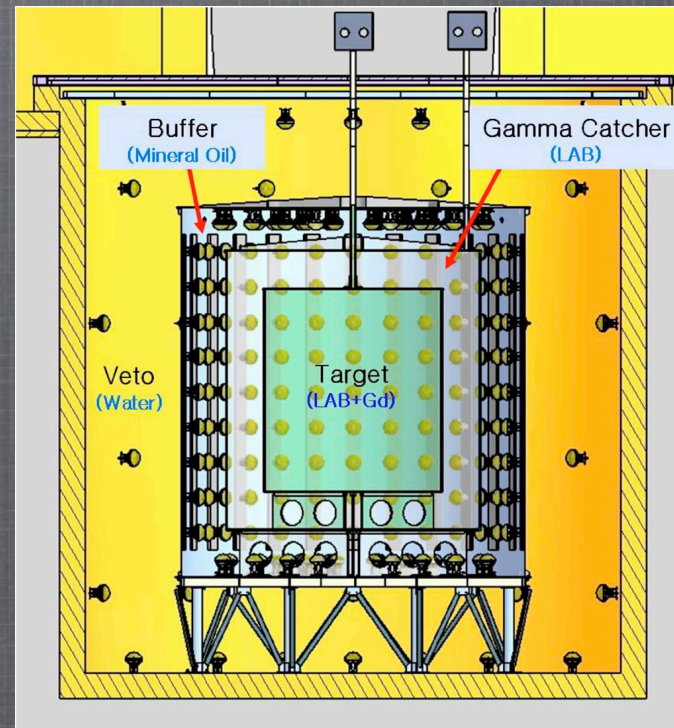 Buffer
(Mineral Oil)
Gamma Catcher
(LAB)
Veto
(Water)
Target
(LAB+Gd)